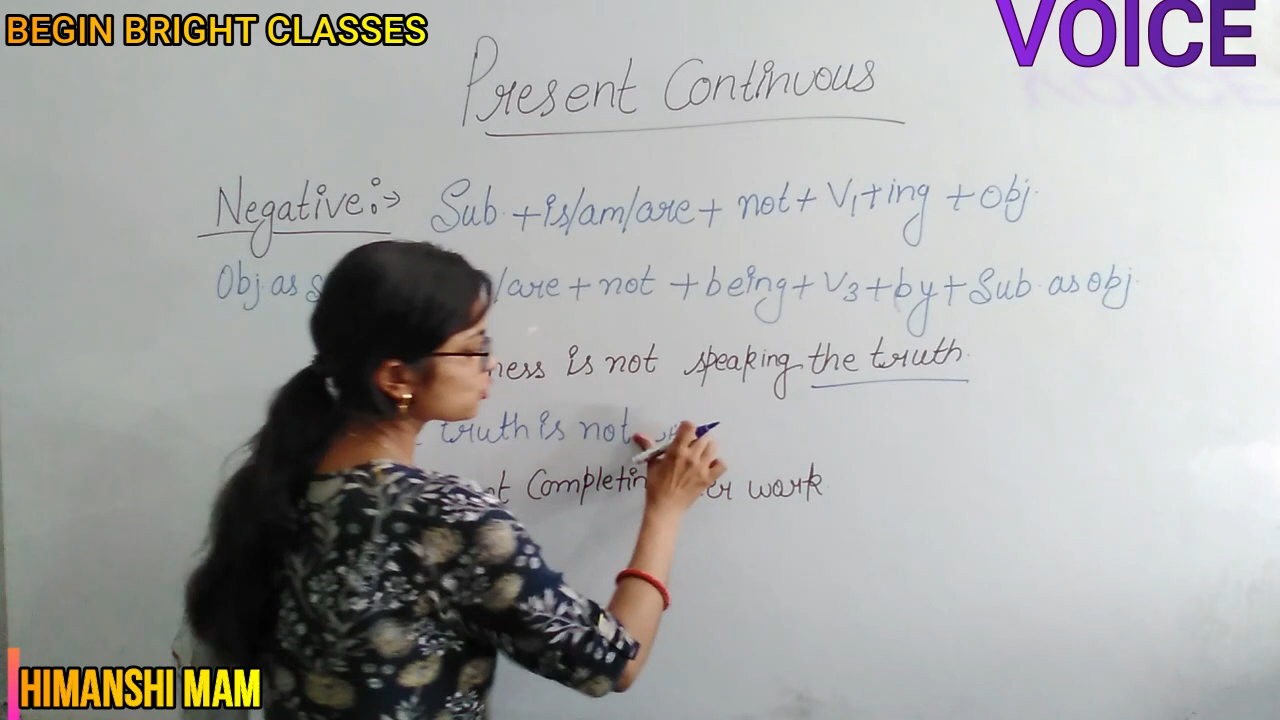 BEGIN BRIGHT CLASSES
VOICE
Present Continuous
Negative:→ Sub. + is/am/are + not + V1 + ing + Obj.
Obj as /are + not + being + V3 + by + Sub. as obj.
is not speaking the truth.
truth is not
Completin work
HIMANSHI MAM